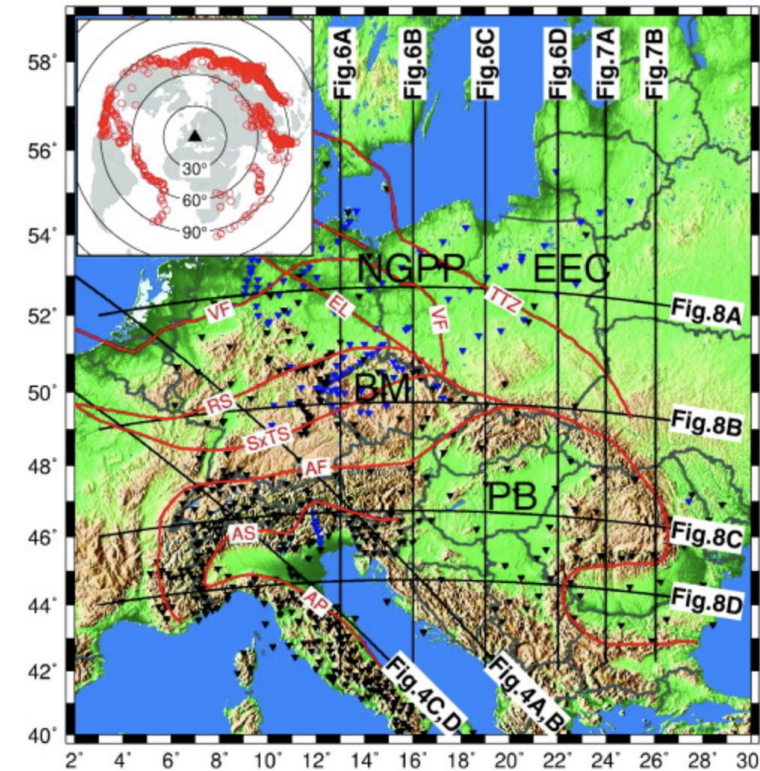 58°
56°
54°
52°
50°
48°
46°
44°
42°
40°
30°
60°
90°
Fig.6A
Fig.6B
Fig.6C
Fig.6D
Fig.7A
Fig.7B
NGPP
EEC
Fig.8A
VF
EL
VF
TTZ
BM
RS
Fig.8B
SxTS
AF
PB
AS
Fig.8C
AP
Fig.8D
Fig.4C,D
Fig.4A,B
2° 4° 6° 8° 10° 12° 14° 16° 18° 20° 22° 24° 26° 28° 30